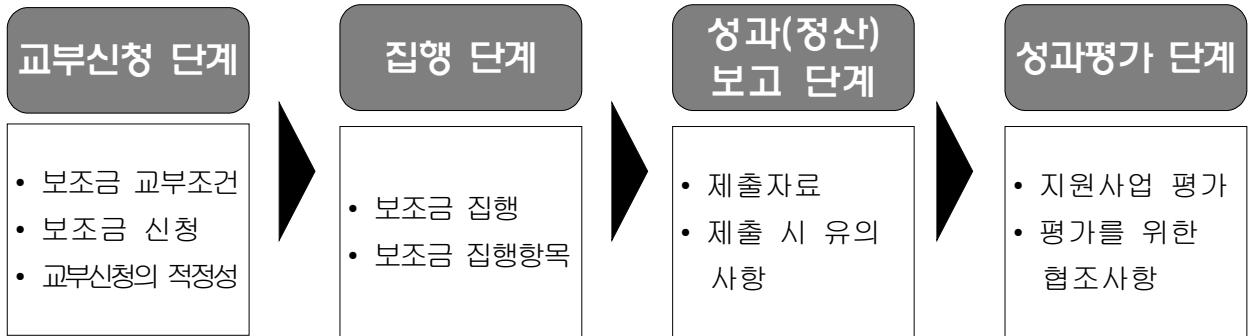 교부신청 단계
• 보조금 교부조건
• 보조금 신청
• 교부신청의 적정성
집행 단계
• 보조금 집행
• 보조금 집행항목
성과(정산)
보고 단계
• 제출자료
• 제출 시 유의
사항
성과평가 단계
• 지원사업 평가
• 평가를 위한
협조사항